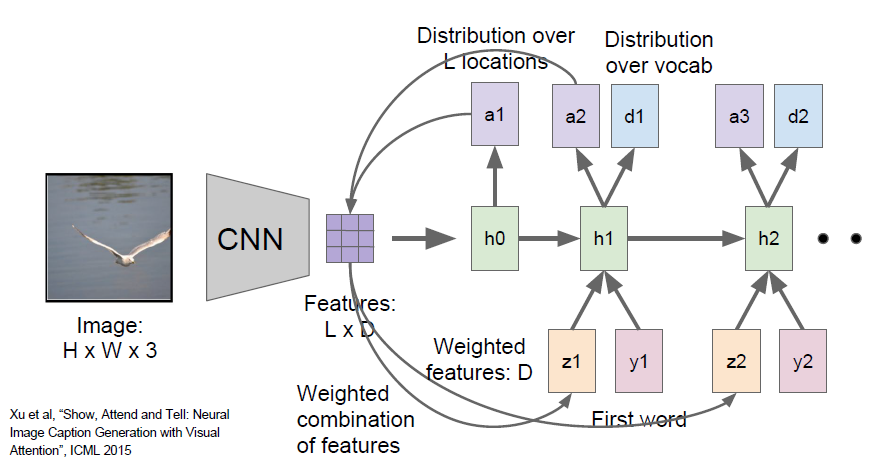 Distribution over
L locations
Distribution
over vocab
a1
a2
d1
a3
d2
CNN
h0
h1
h2
Features:
L x D
Image:
H x W x 3
Weighted
features: D
z1
y1
z2
y2
Weighted
combination
of features
First word
Xu et al, “Show, Attend and Tell: Neural
Image Caption Generation with Visual
Attention”, ICML 2015